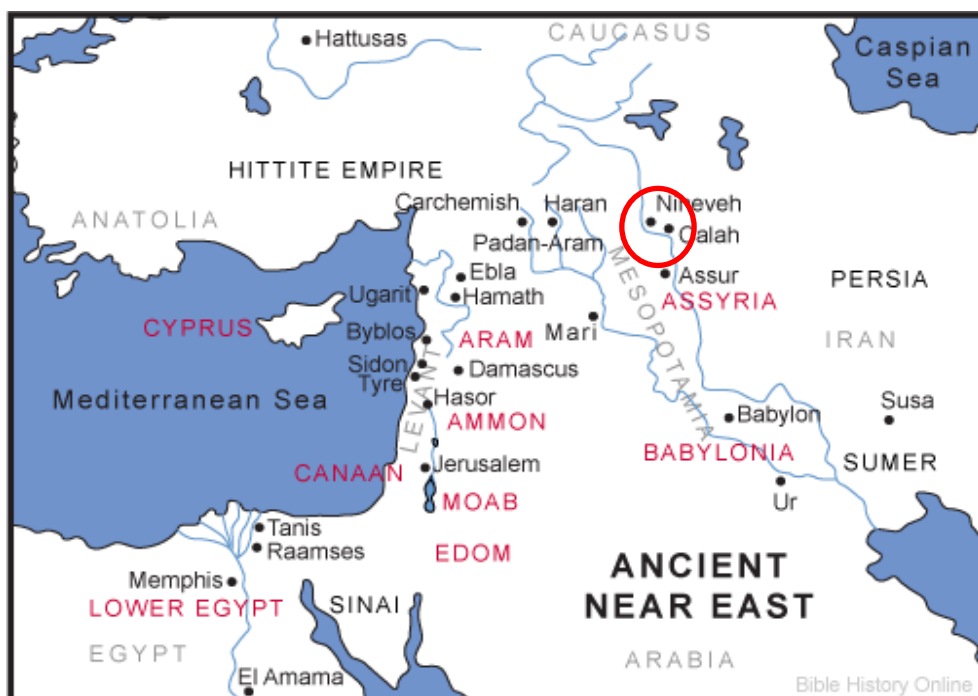 CAUCASUS
Hattusas
Caspian
Sea
HITTITE EMPIRE
ANATOLIA
Carchemish
Haran
Nineveh
Padan-Aram
Calah
Ebla
Assur
PERSIA
Ugarit
Hamath
MESOPOTAMIA
ASSYRIA
CYPRUS
Byblos
ARAM
Mari
IRAN
Sidon
Tyre
Damascus
LEVANT
Mediterranean Sea
Hasor
AMMON
Babylon
Susa
CANAAN
Jerusalem
BABYLONIA
SUMER
MOAB
Ur
Tanis
Raamses
EDOM
ANCIENT
NEAR EAST
Memphis
LOWER EGYPT
SINAI
EGYPT
ARABIA
El Amama
Bible History Online